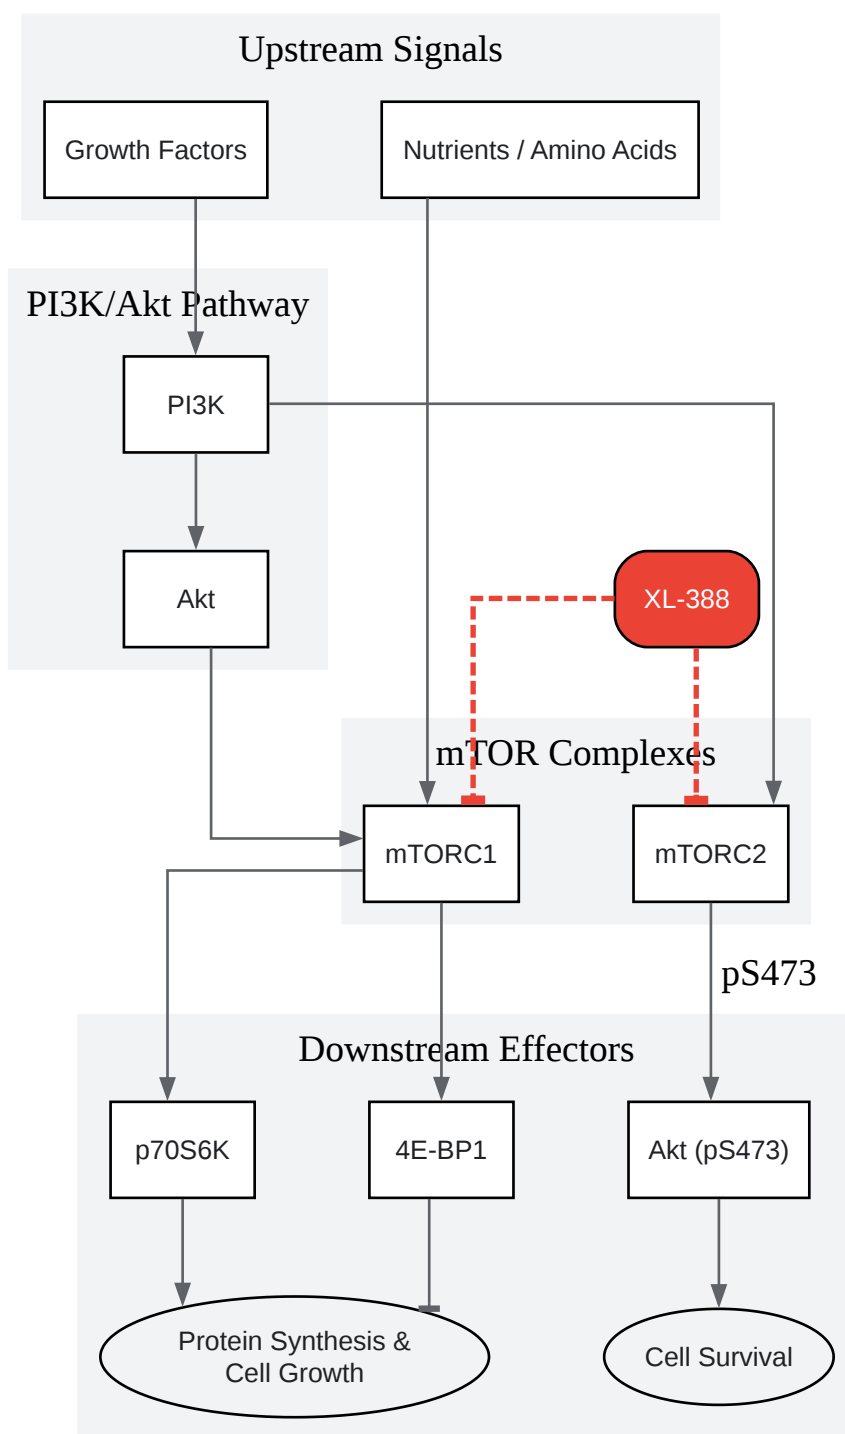 Upstream Signals
Growth Factors
Nutrients / Amino Acids
PI3K/Akt Pathway
PI3K
Akt
XL-388
mTOR Complexes
mTORC1
mTORC2
pS473
Downstream Effectors
p70S6K
4E-BP1
Akt (pS473)
Protein Synthesis &
Cell Growth
Cell Survival